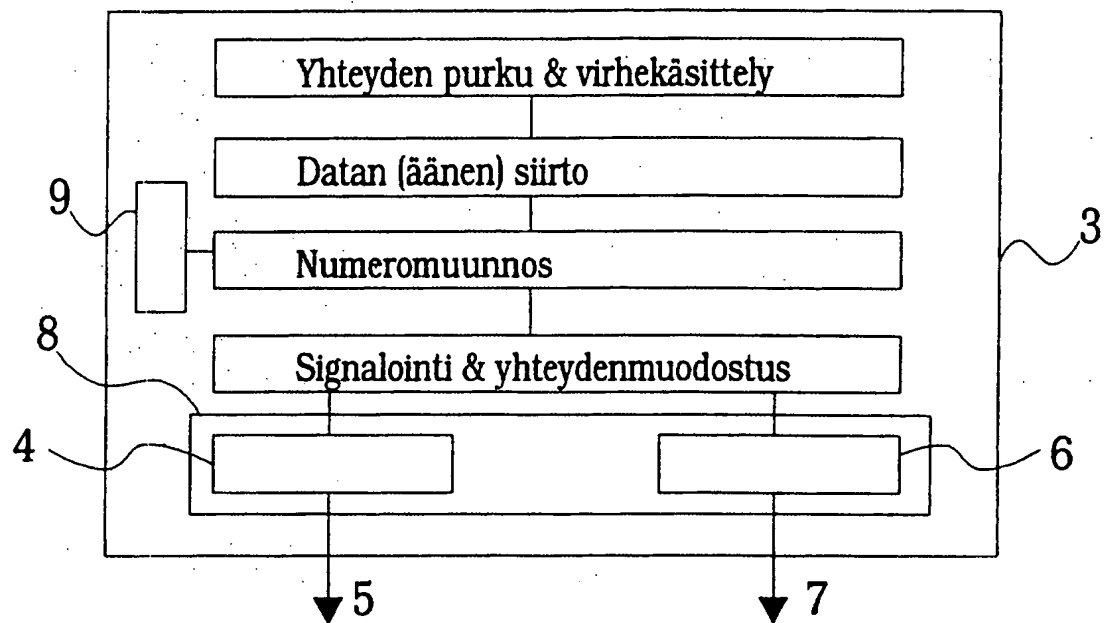 Yhteyden purku & virhekäsittely
Datan (äänen) siirto
9
Numeromuunnos
3
8
Signalointi & yhteydenmuodostus
4
6
5
7